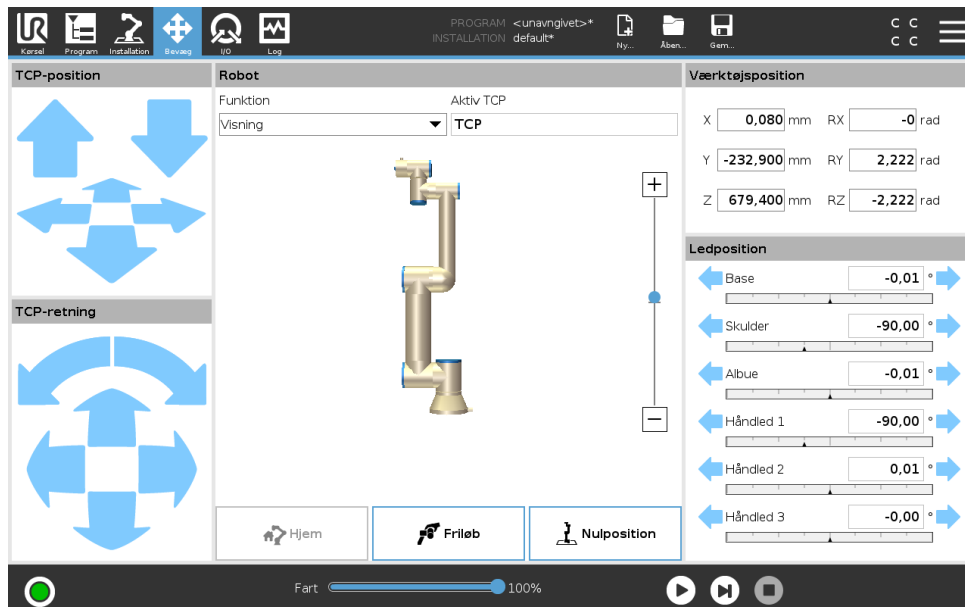 PROGRAM <unavngivet>*
INSTALLATION default*
UR
Kørsel
Program
Installation
Bevæg
I/O
Log
Ny...
Åben...
Gem...
C C
C C
TCP-position
Robot
Værktøjsposition
Funktion
Aktiv TCP
Visning
TCP
X 0,080 mm RX -0 rad
Y -232,900 mm RY 2,222 rad
Z 679,400 mm RZ -2,222 rad
Ledposition
Base -0,01 °
TCP-retning
Skulder -90,00 °
Albue -0,01 °
Håndled 1 -90,00 °
Håndled 2 0,01 °
Håndled 3 -0,00 °
Hjem
Friløb
Nulposition
Fart 100%